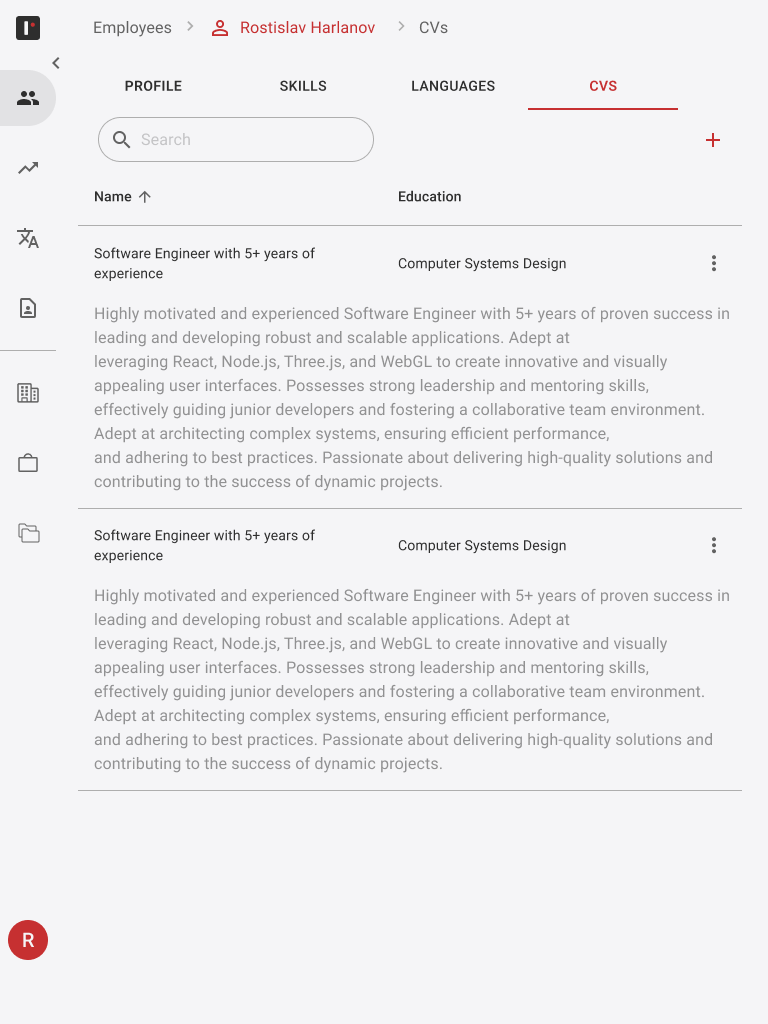 Employees > Rostislav Harlanov > CVs
PROFILE SKILLS LANGUAGES CVS
Search
Name Education
Software Engineer with 5+ years of
experience
Computer Systems Design
Highly motivated and experienced Software Engineer with 5+ years of proven success in
leading and developing robust and scalable applications. Adept at
leveraging React, Node.js, Three.js, and WebGL to create innovative and visually
appealing user interfaces. Possesses strong leadership and mentoring skills,
effectively guiding junior developers and fostering a collaborative team environment.
Adept at architecting complex systems, ensuring efficient performance,
and adhering to best practices. Passionate about delivering high-quality solutions and
contributing to the success of dynamic projects.
Software Engineer with 5+ years of
experience
Computer Systems Design
Highly motivated and experienced Software Engineer with 5+ years of proven success in
leading and developing robust and scalable applications. Adept at
leveraging React, Node.js, Three.js, and WebGL to create innovative and visually
appealing user interfaces. Possesses strong leadership and mentoring skills,
effectively guiding junior developers and fostering a collaborative team environment.
Adept at architecting complex systems, ensuring efficient performance,
and adhering to best practices. Passionate about delivering high-quality solutions and
contributing to the success of dynamic projects.
R